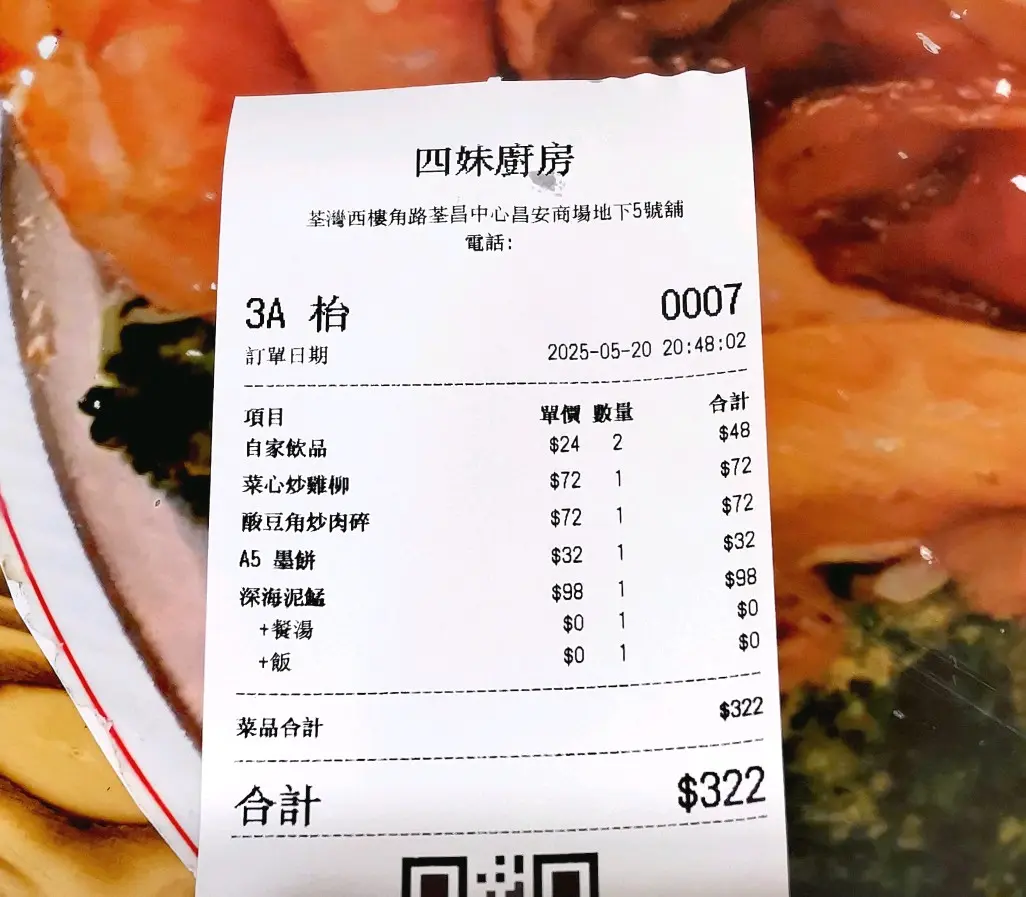 四妹廚房
荃灣西樓角路荃昌中心昌安商場地下5號舖
電話:
3A 枱 0007
訂單日期 2025-05-20 20:48:02
項目 單價 數量 合計
自家飲品 $24 2 $48
菜心炒雞柳 $72 1 $72
酸豆角炒肉碎 $72 1 $72
A5 墨餅 $32 1 $32
深海泥鯭 $98 1 $98
+餐湯 $0 1 $0
+飯 $0 1 $0
菜品合計 $322
合計 $322